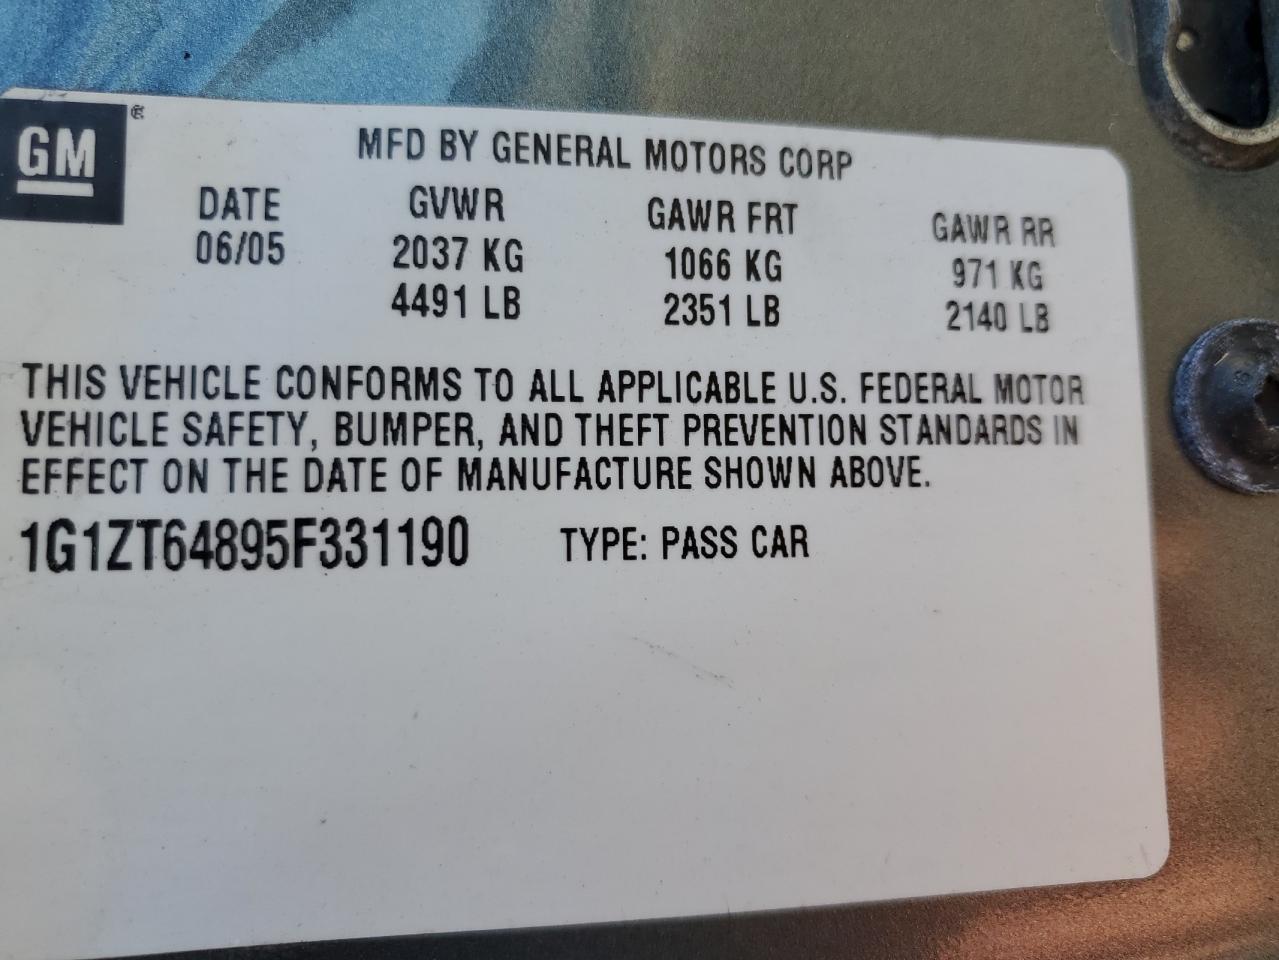 GM ®
MFD BY GENERAL MOTORS CORP
DATE GVWR GAWR FRT GAWR RR
06/05 2037 KG 1066 KG 971 KG
4491 LB 2351 LB 2140 LB
THIS VEHICLE CONFORMS TO ALL APPLICABLE U.S. FEDERAL MOTOR
VEHICLE SAFETY, BUMPER, AND THEFT PREVENTION STANDARDS IN
EFFECT ON THE DATE OF MANUFACTURE SHOWN ABOVE.
1G1ZT64895F331190 TYPE: PASS CAR